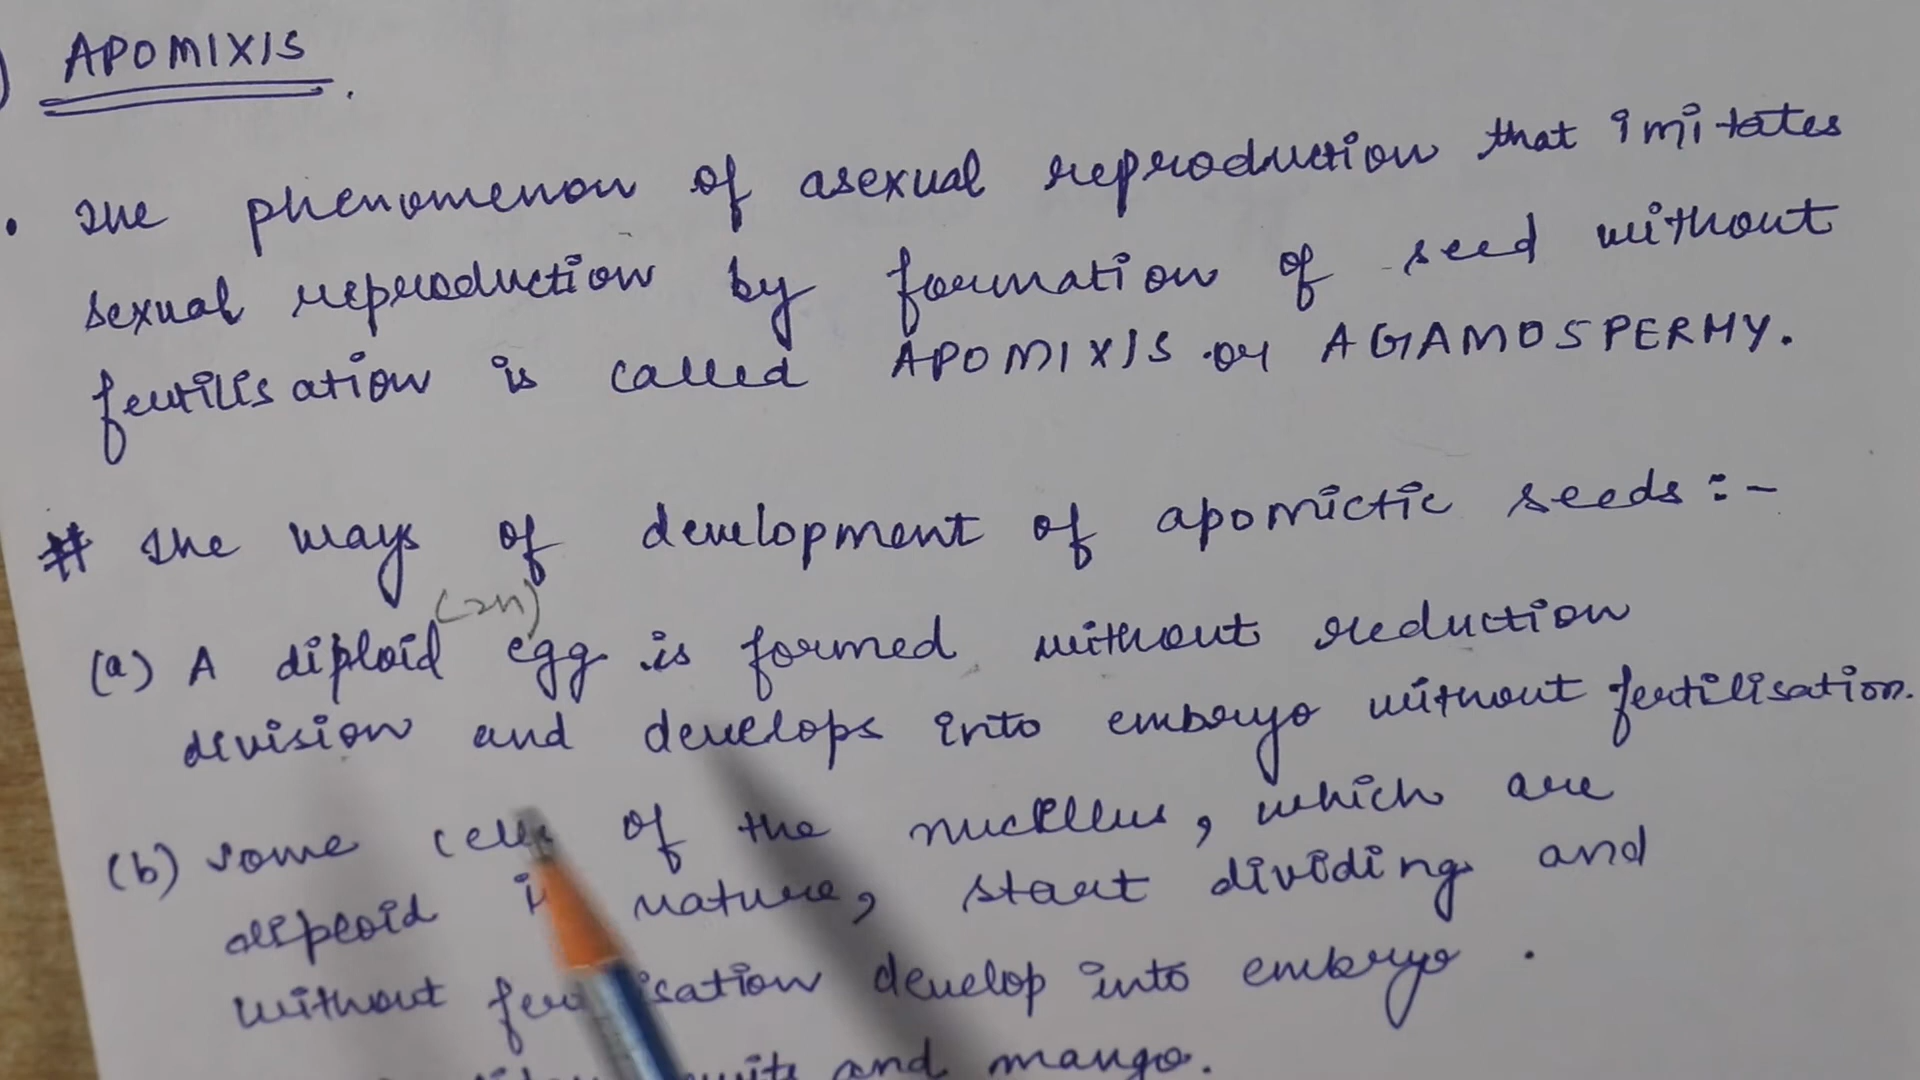 APOMIXIS
. The phenomenon of asexual reproduction that imitates
sexual reproduction by formation of seed without
fertilisation is called APOMIXIS or AGAMOSPERMY.
# The ways of development of apomictic seeds :-
(2n)
(a) A diploid egg is formed without reduction
division and develops into embryo without fertilisation.
(b) Some cells of the nucellus, which are
diploid in nature, start dividing and
without fertilisation develop into embryo .
and mango.